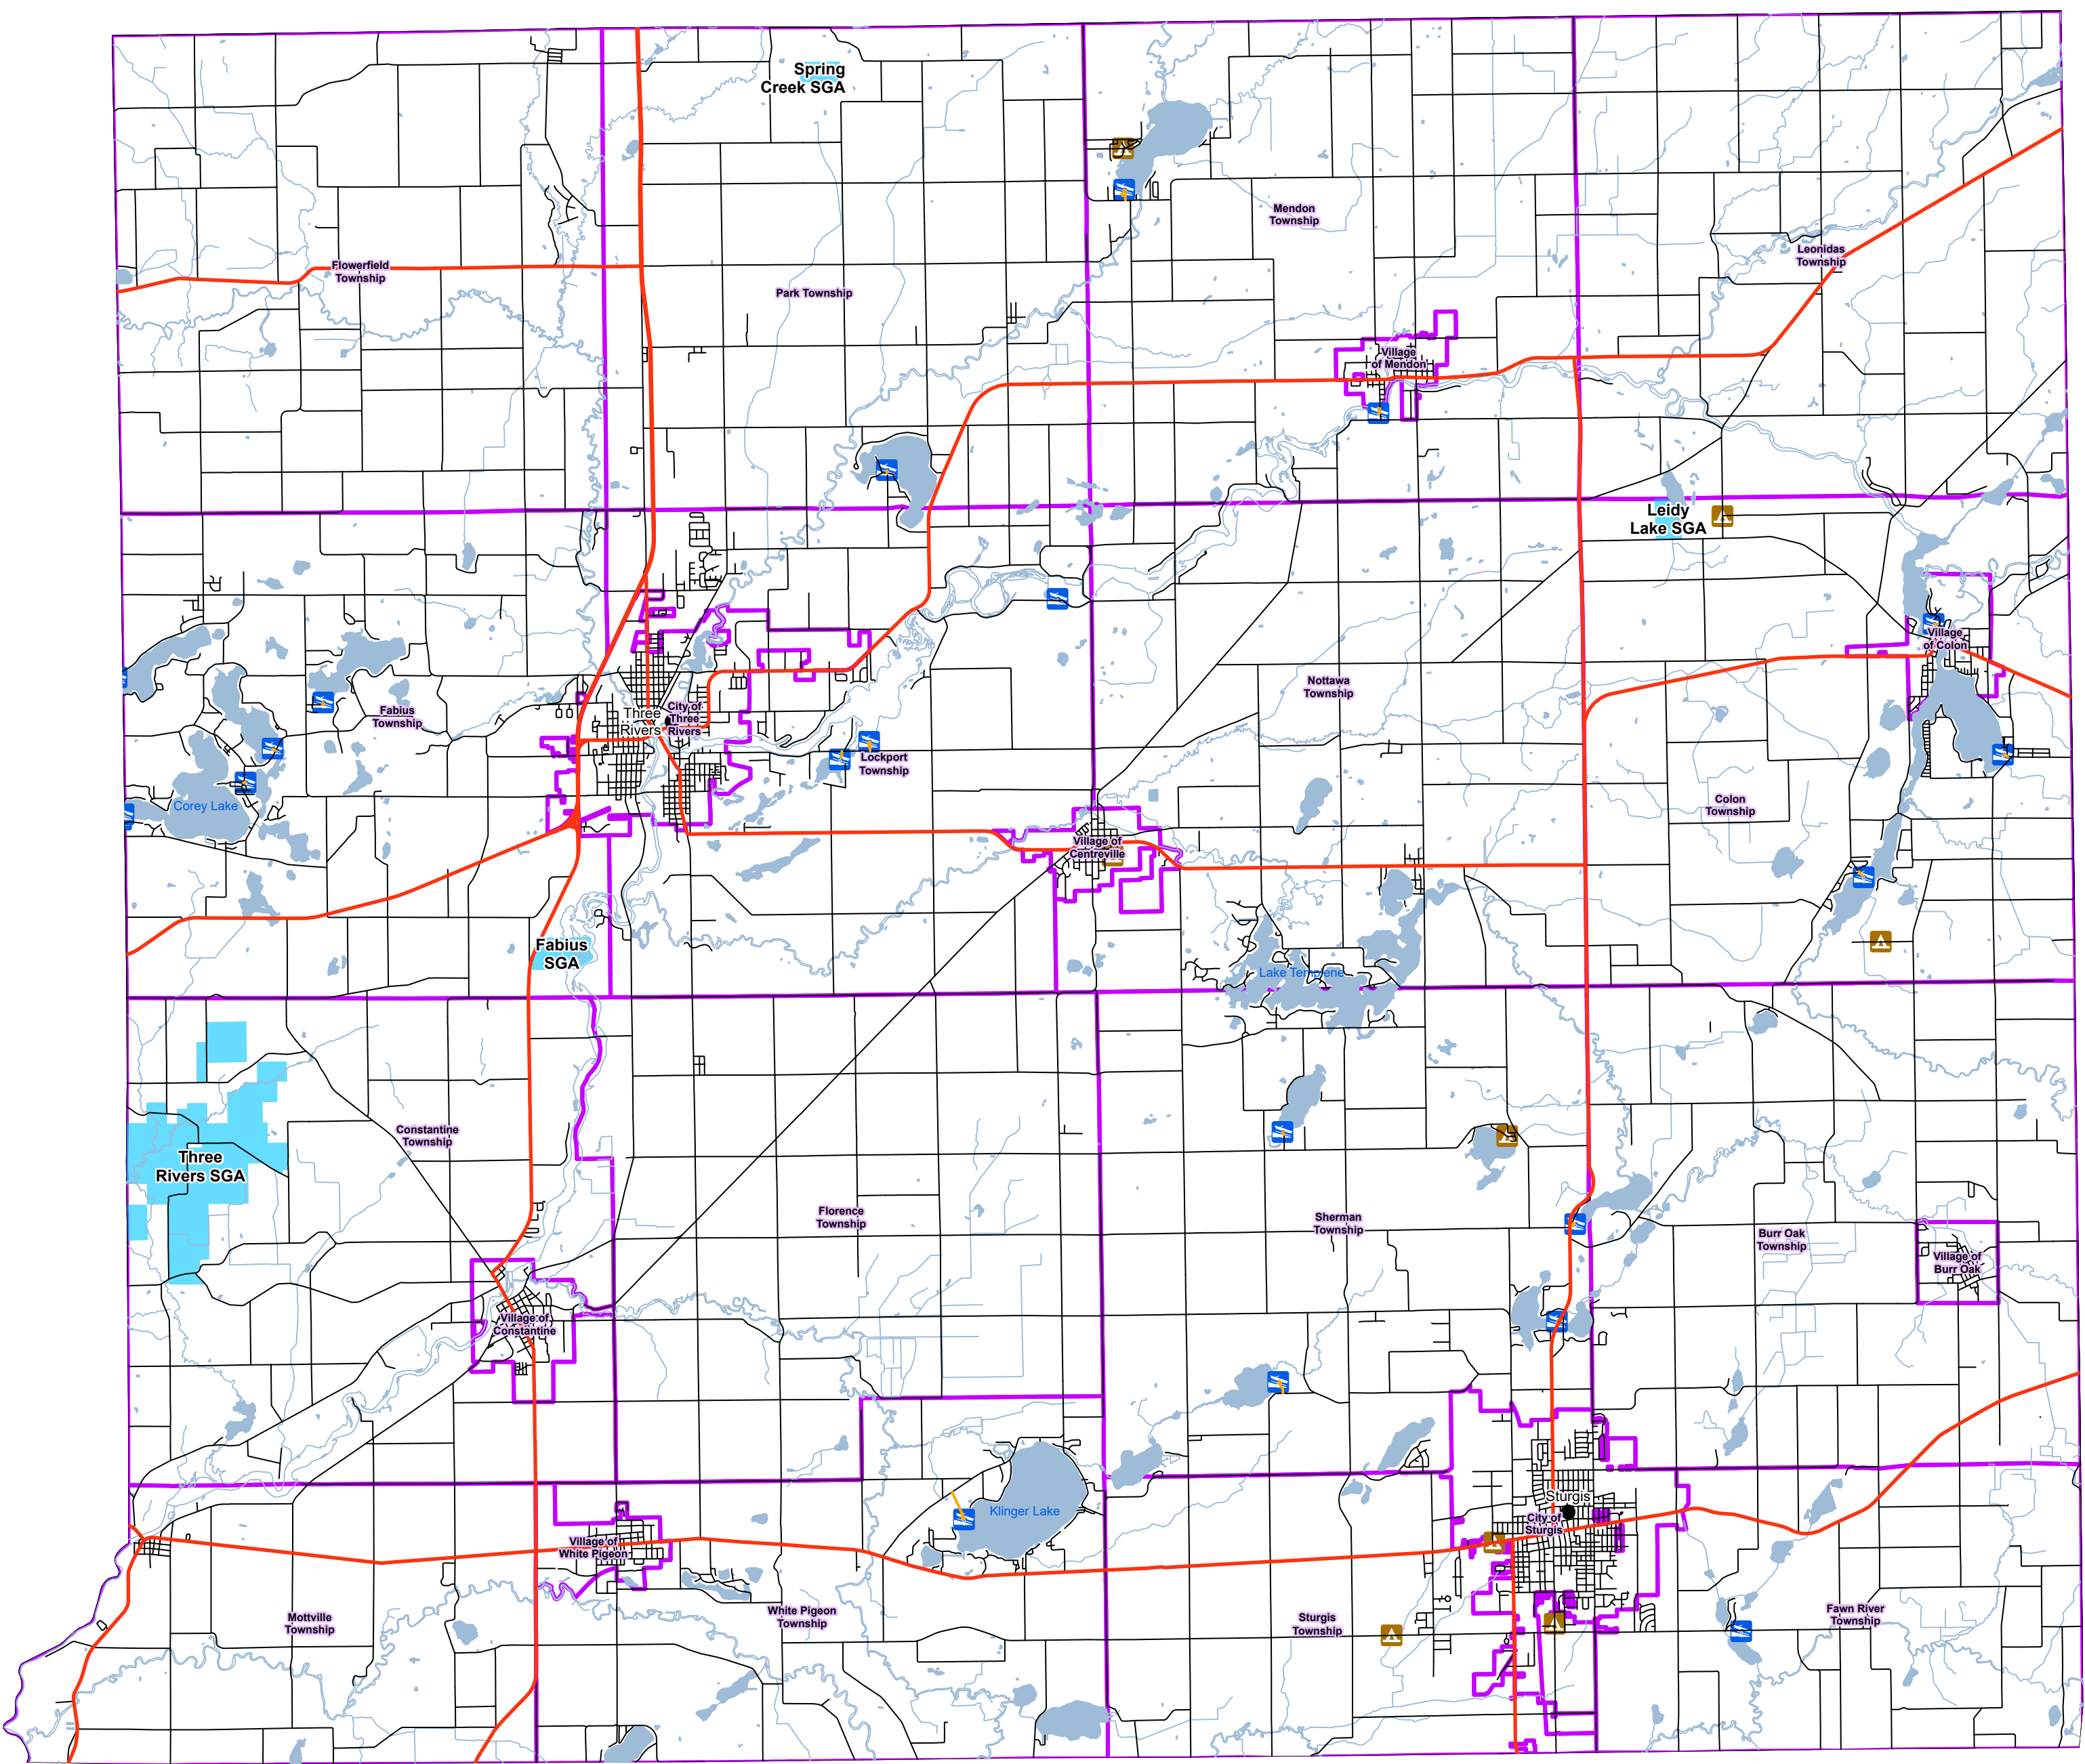 Spring
Creek SGA
Mendon
Township
Leonidas
Township
Flowerfield
Township
Park Township
Village
of Mendon
Leidy
Lake SGA
Village
of Colon
Nottawa
Township
Fabius
Township
Three
Rivers
City of
Three
Rivers
Lockport
Township
Corey Lake
Colon
Township
Village of
Centreville
Fabius
SGA
Lake Templene
Constantine
Township
Three
Rivers SGA
Florence
Township
Sherman
Township
Burr Oak
Township
Village of
Burr Oak
Village of
Constantine
Sturgis
Klinger Lake
City of
Sturgis
Village of
White Pigeon
Mottville
Township
White Pigeon
Township
Sturgis
Township
Fawn River
Township